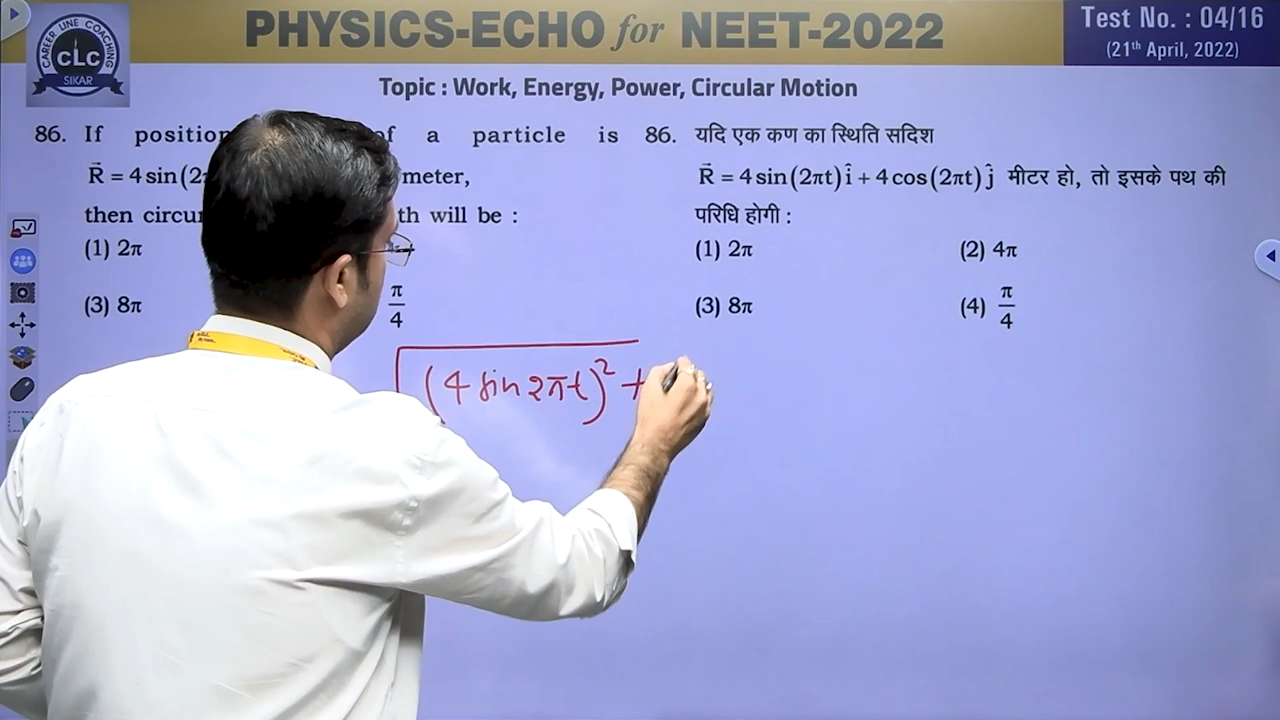 PHYSICS-ECHO for NEET-2022
Test No. : 04/16
(21th April, 2022)
CAREER LINE COACHING
CLC
SIKAR
Topic : Work, Energy, Power, Circular Motion
86. If position of a particle is
R⃗ = 4 sin(2 meter,
then will be :
(1) 2π
(3) 8π
π/4
86. यदि एक कण का स्थिति सदिश
R⃗ = 4 sin(2πt) î + 4 cos(2πt) ĵ मीटर हो, तो इसके पथ की
परिधि होगी :
(1) 2π (2) 4π
(3) 8π (4) π/4
√(4 sin 2πt)² +